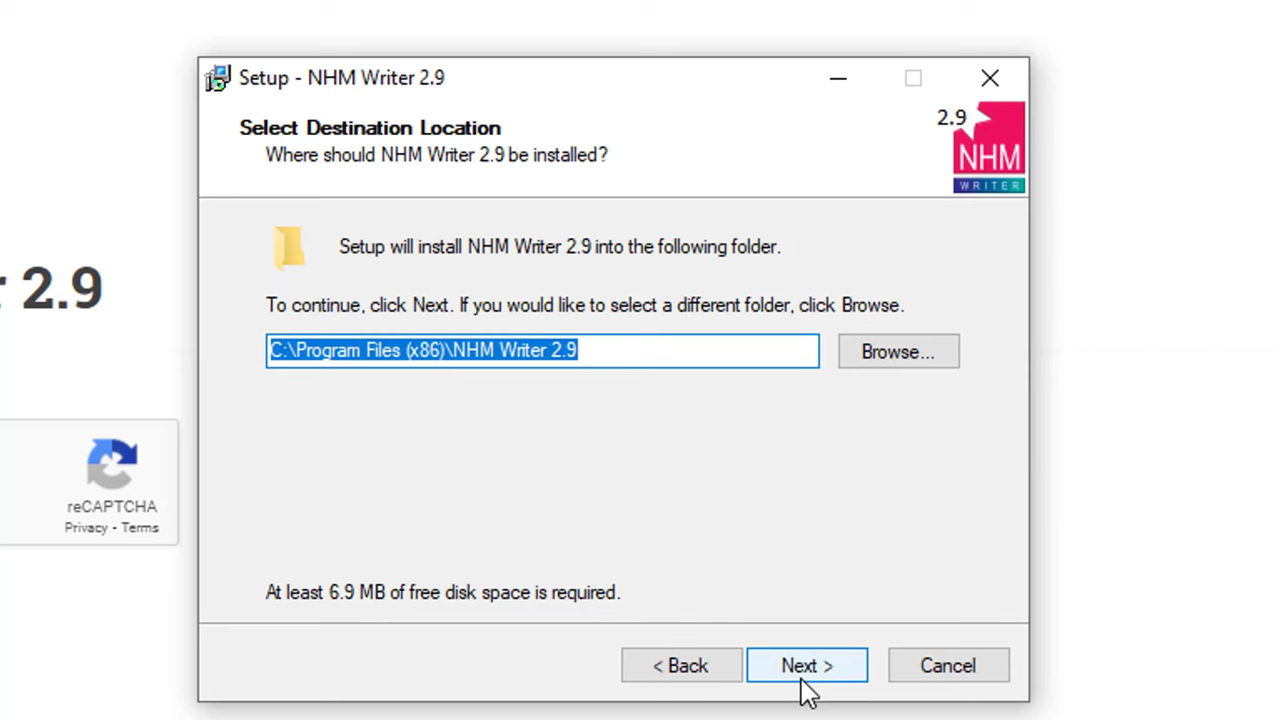 Setup - NHM Writer 2.9
Select Destination Location
Where should NHM Writer 2.9 be installed?
2.9
NHM
WRITER
Setup will install NHM Writer 2.9 into the following folder.
To continue, click Next. If you would like to select a different folder, click Browse.
C:\Program Files (x86)\NHM Writer 2.9
Browse...
r 2.9
reCAPTCHA
Privacy - Terms
At least 6.9 MB of free disk space is required.
< Back
Next >
Cancel